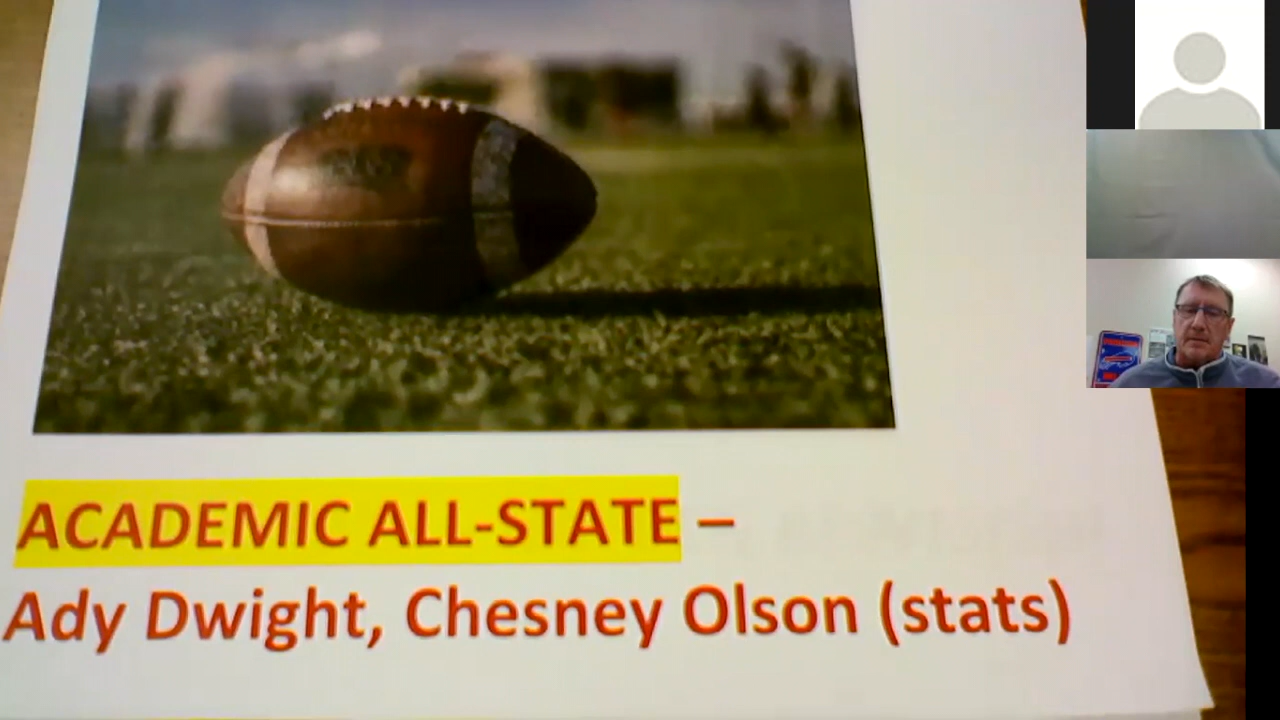 ACADEMIC ALL-STATE –
Ady Dwight, Chesney Olson (stats)